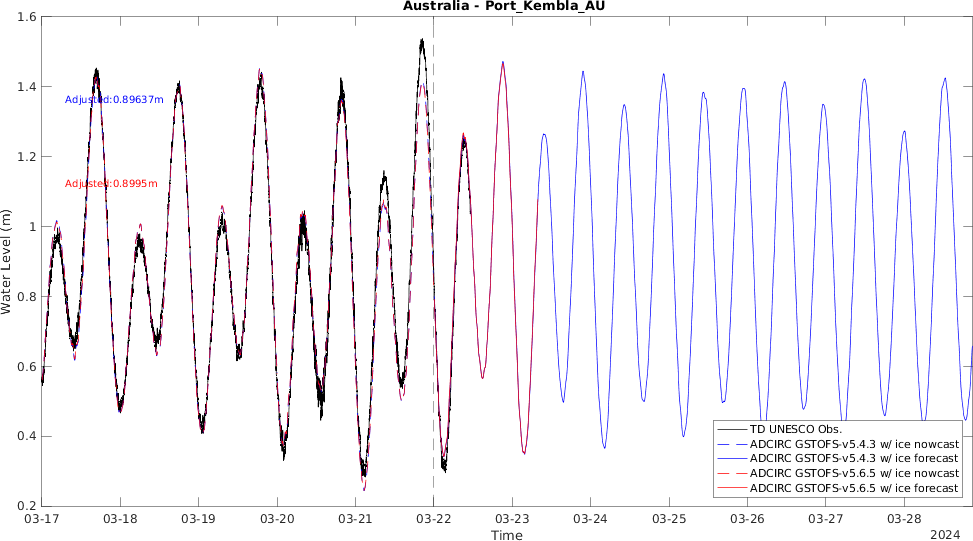 Australia - Port_Kembla_AU
1.6
1.4
1.2
1
0.8
0.6
0.4
0.2
Water Level (m)
Adjusted:0.89637m
Adjusted:0.8995m
TD UNESCO Obs.
ADCIRC GSTOFS-v5.4.3 w/ ice nowcast
ADCIRC GSTOFS-v5.4.3 w/ ice forecast
ADCIRC GSTOFS-v5.6.5 w/ ice nowcast
ADCIRC GSTOFS-v5.6.5 w/ ice forecast
03-17 03-18 03-19 03-20 03-21 03-22 03-23 03-24 03-25 03-26 03-27 03-28
Time
2024